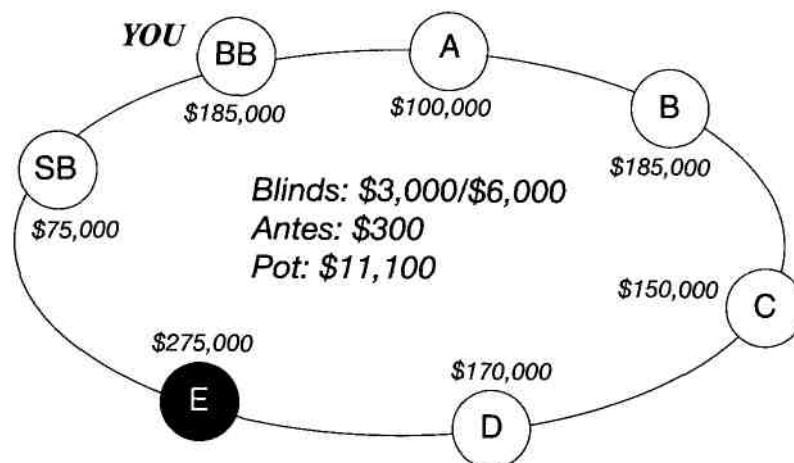 YOU
BB
$185,000
A
$100,000
B
$185,000
SB
$75,000
Blinds: $3,000/$6,000
Antes: $300
Pot: $11,100
C
$150,000
$275,000
E
$170,000
D